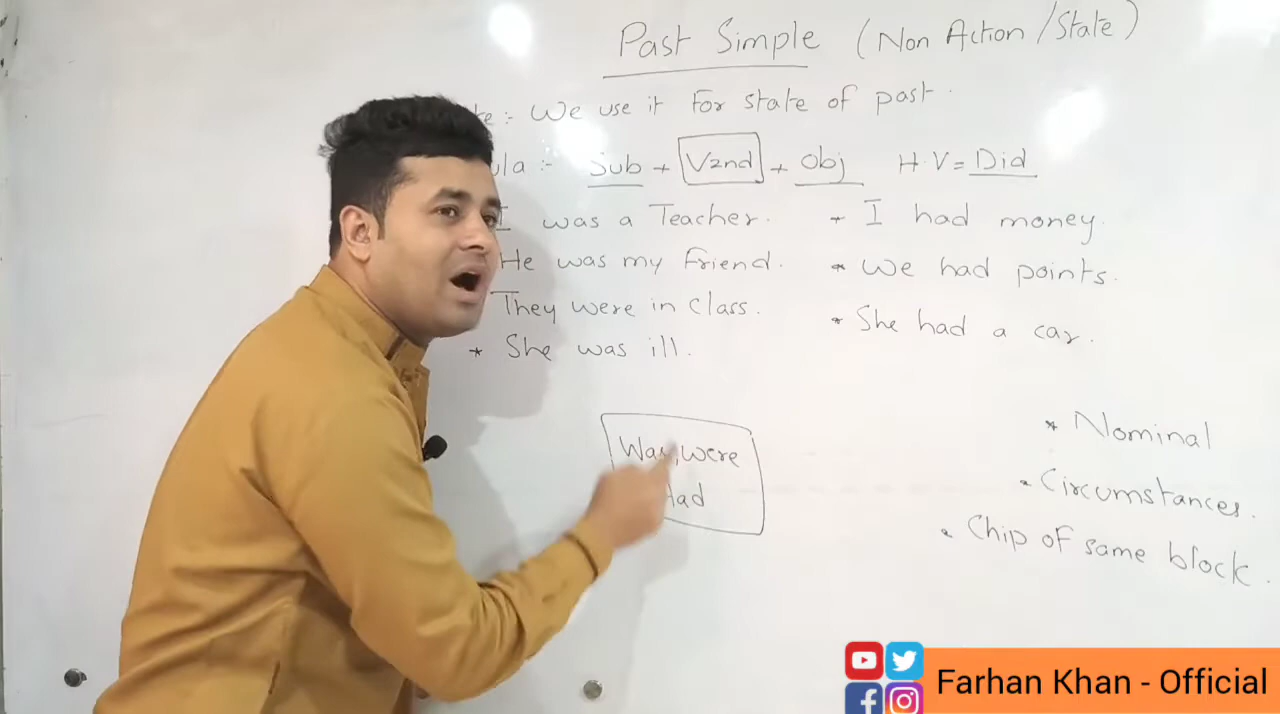 Past Simple (Non Action/State)
te:- We use it For state of past.
ula:- Sub + V2nd + Obj H.V = Did
I was a Teacher. * I had money.
He was my Friend. * We had points.
They were in class. * She had a car.
* She was ill.
Was, were
Had
* Nominal
* Circumstances.
* Chip of same block.
Farhan Khan - Official